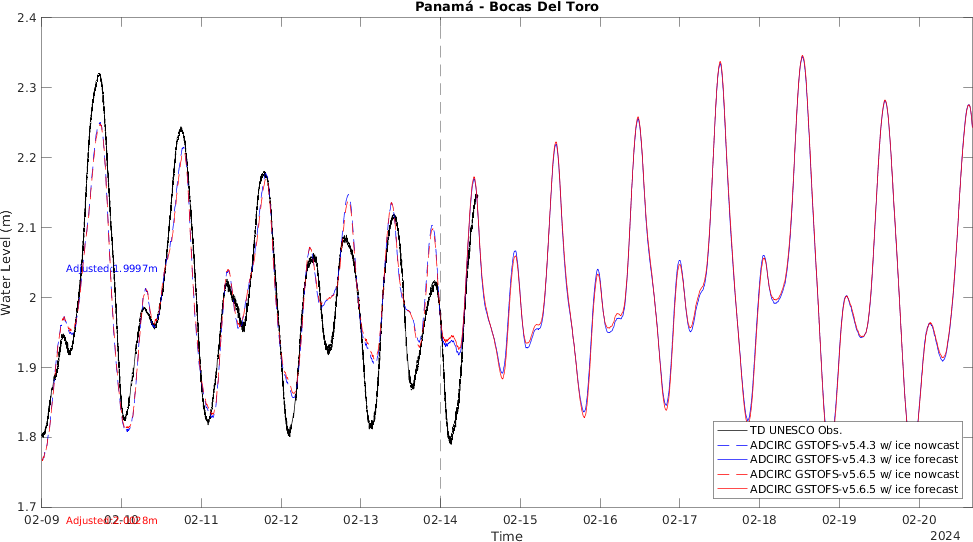 Panamá - Bocas Del Toro
2.4
2.3
2.2
2.1
2
1.9
1.8
1.7
Water Level (m)
Adjusted:1.9997m
TD UNESCO Obs.
ADCIRC GSTOFS-v5.4.3 w/ ice nowcast
ADCIRC GSTOFS-v5.4.3 w/ ice forecast
ADCIRC GSTOFS-v5.6.5 w/ ice nowcast
ADCIRC GSTOFS-v5.6.5 w/ ice forecast
02-09 02-10 02-11 02-12 02-13 02-14 02-15 02-16 02-17 02-18 02-19 02-20
Time
2024